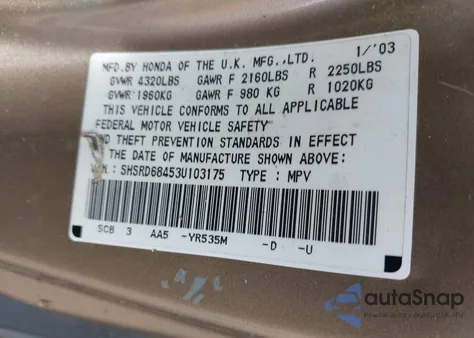 MFD.BY HONDA OF THE U.K. MFG.,LTD. 1/'03
GVWR 4320LBS GAWR F 2160LBS R 2250LBS
GVWR 1960KG GAWR F 980 KG R 1020KG
THIS VEHICLE CONFORMS TO ALL APPLICABLE
FEDERAL MOTOR VEHICLE SAFETY
AND THEFT PREVENTION STANDARDS IN EFFECT
THE DATE OF MANUFACTURE SHOWN ABOVE:
SHSRD68453U103175 TYPE : MPV
SCB 3 AA5 -YR535M -D -U
autoSnap